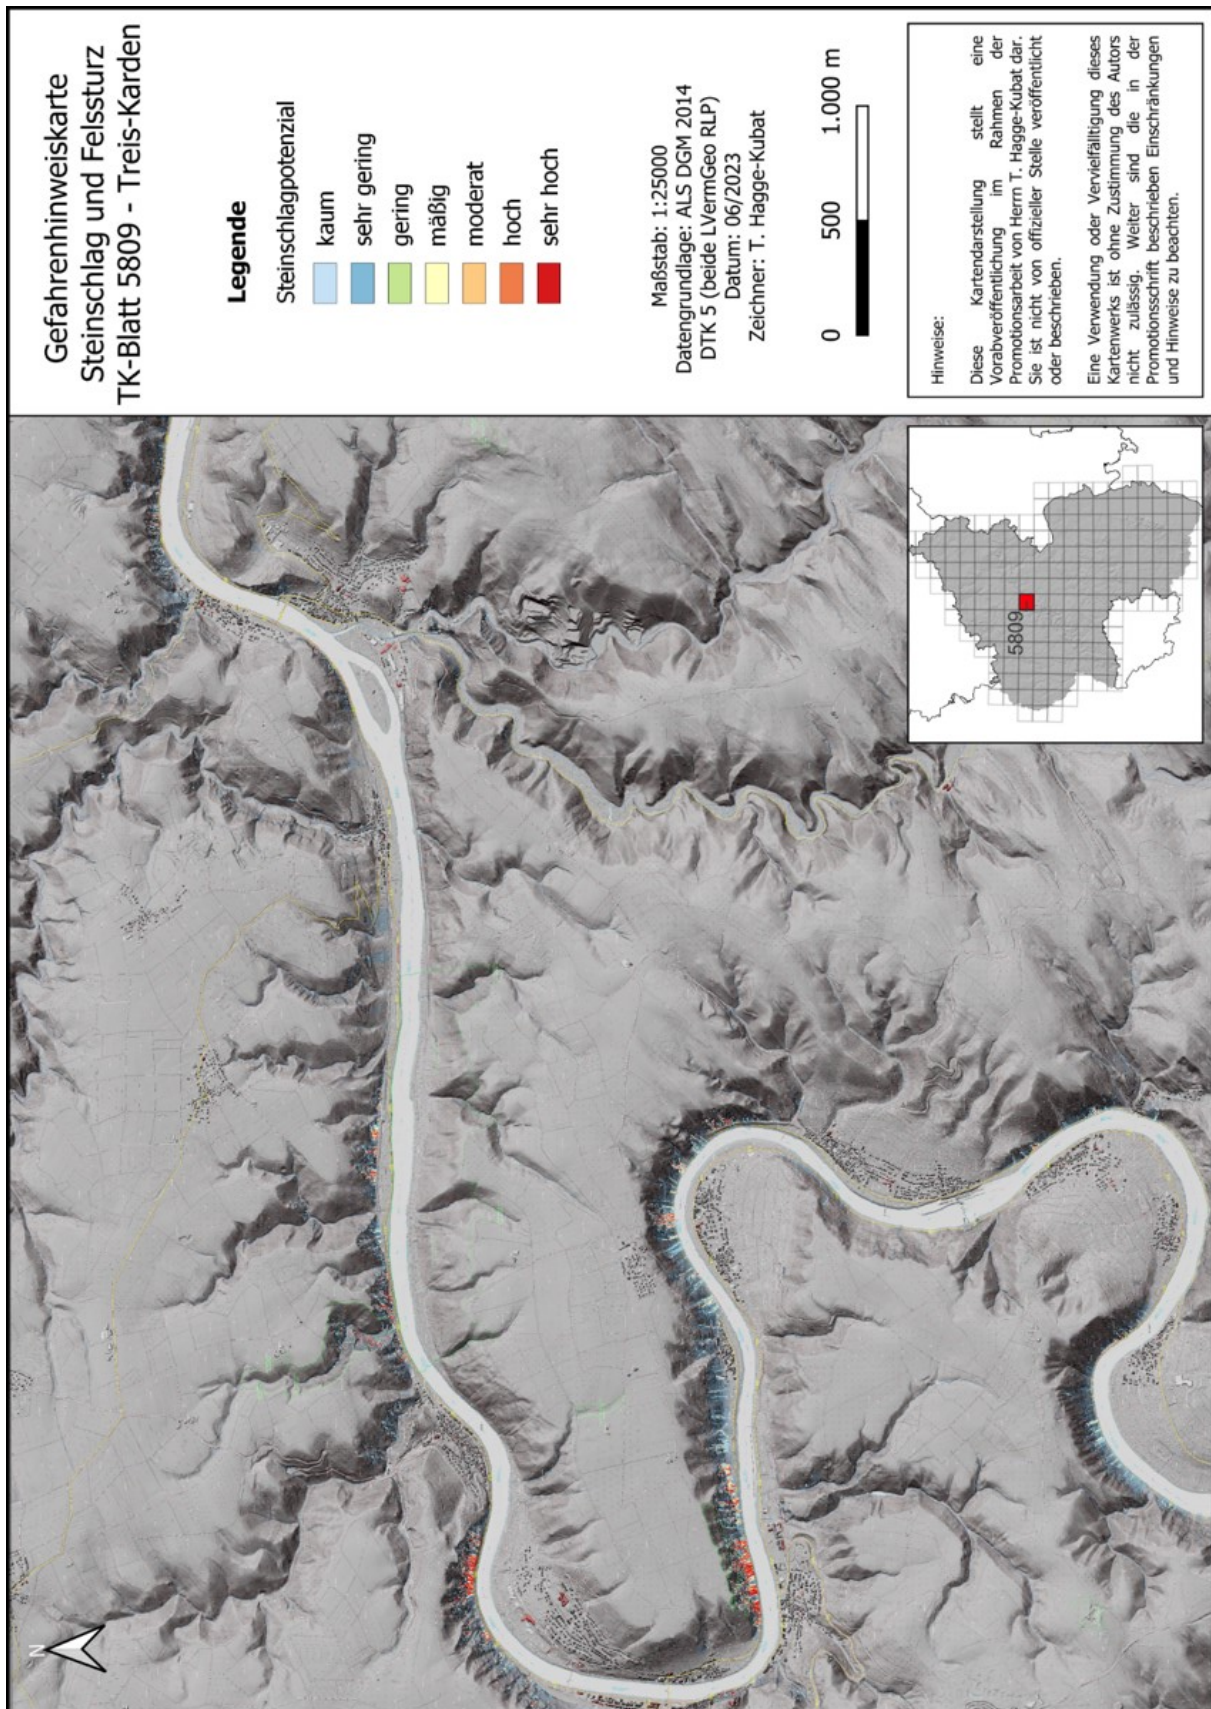 Gefahrenhinweiskarte
Steinschlag und Felssturz
TK-Blatt 5809 - Treis-Karden
Legende
Steinschlagpotenzial
kaum
sehr gering
gering
mäßig
moderat
hoch
sehr hoch
Maßstab: 1:25000
Datengrundlage: ALS DGM 2014
DTK 5 (beide LVermGeo RLP)
Datum: 06/2023
Zeichner: T. Hagge-Kubat
0 500 1.000 m
Hinweise:
Diese Kartendarstellung stellt eine
Vorabveröffentlichung im Rahmen der
Promotionsarbeit von Herrn T. Hagge-Kubat dar.
Sie ist nicht von offizieller Stelle veröffentlicht
oder beschrieben.
Eine Verwendung oder Vervielfältigung dieses
Kartenwerks ist ohne Zustimmung des Autors
nicht zulässig. Weiter sind die in der
Promotionsschrift beschrieben Einschränkungen
und Hinweise zu beachten.
N
5809